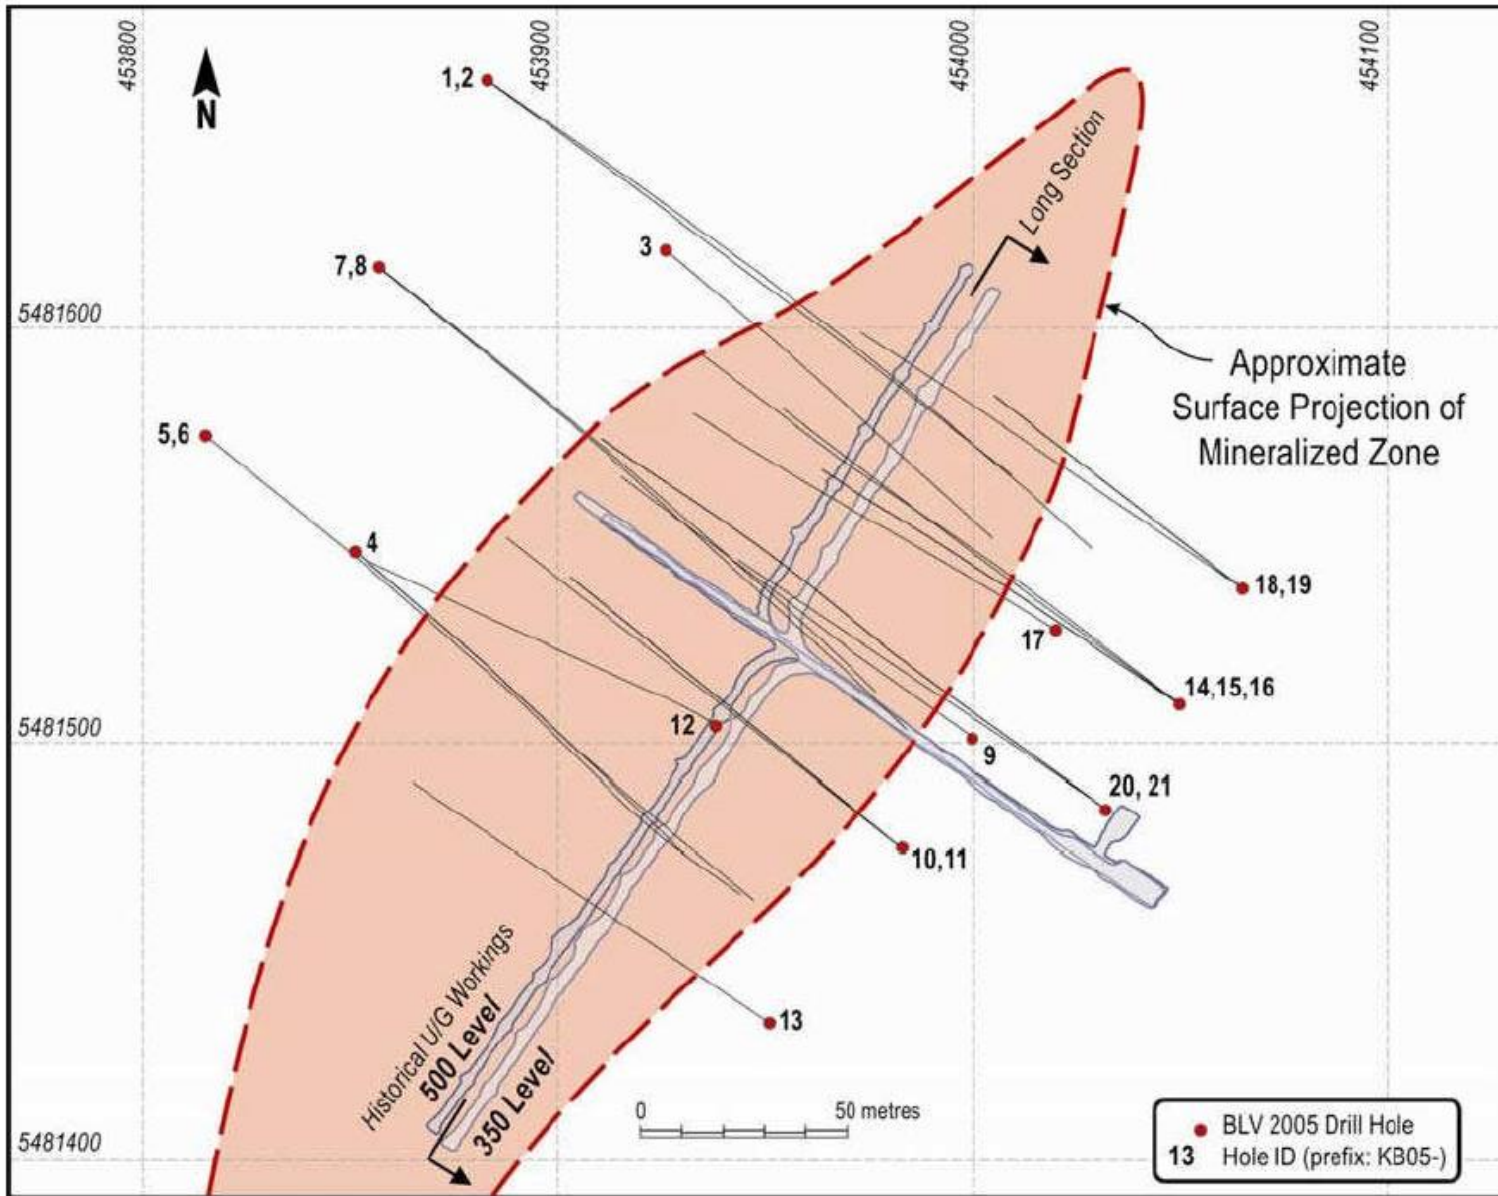 453800
453900
454000
454100
N
1,2
3
7,8
5481600
Long Section
Approximate
Surface Projection of
Mineralized Zone
5,6
4
18,19
17
14,15,16
12
5481500
9
20, 21
10,11
13
Historical U/G Workings
500 Level
350 Level
0 50 metres
5481400
BLV 2005 Drill Hole
13 Hole ID (prefix: KB05-)